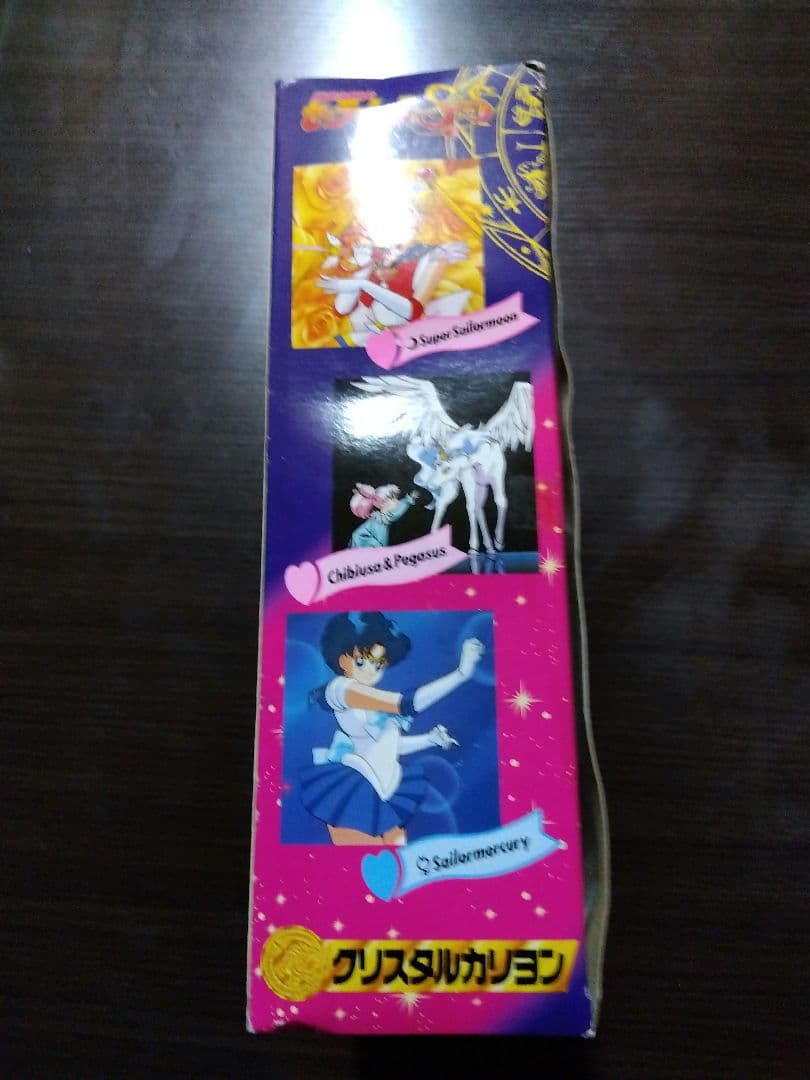 Super Sailormoon
Chibiusa & Pegasus
Sailormercury
クリスタルカリヨン